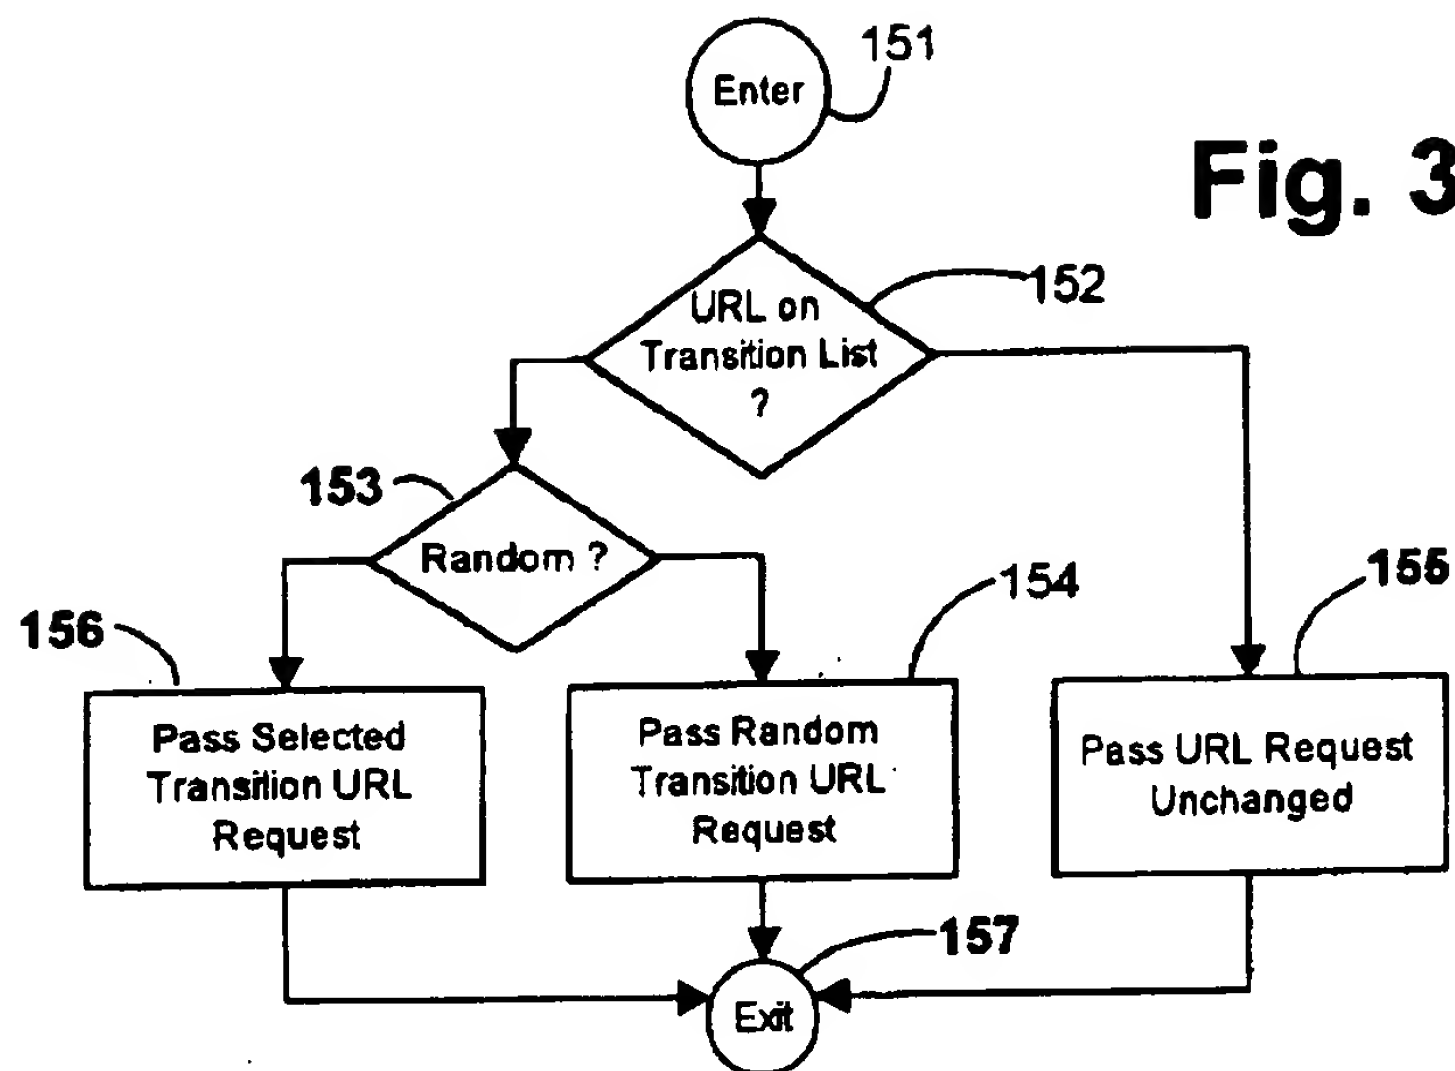 151
Enter
Fig. 3
152
URL on
Transition List
?
153
Random ?
154
155
156
Pass Selected
Transition URL
Request
Pass Random
Transition URL
Request
Pass URL Request
Unchanged
157
Exit